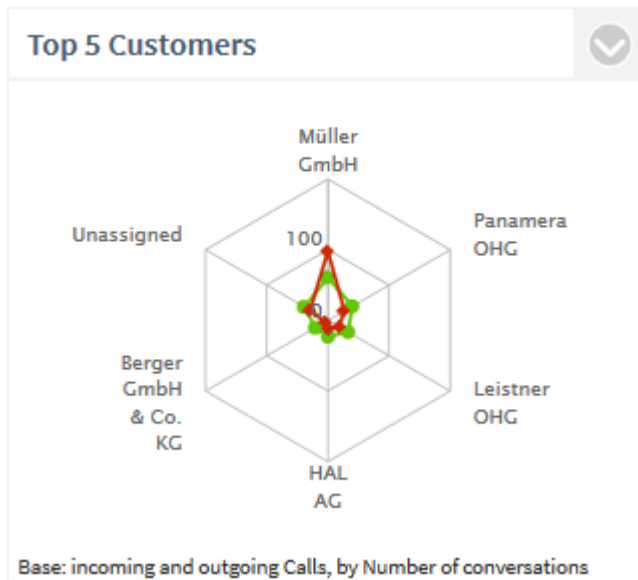 Top 5 Customers
Müller
GmbH
Panamera
OHG
Unassigned
100
0
Berger
GmbH
& Co.
KG
Leistner
OHG
HAL
AG
Base: incoming and outgoing Calls, by Number of conversations